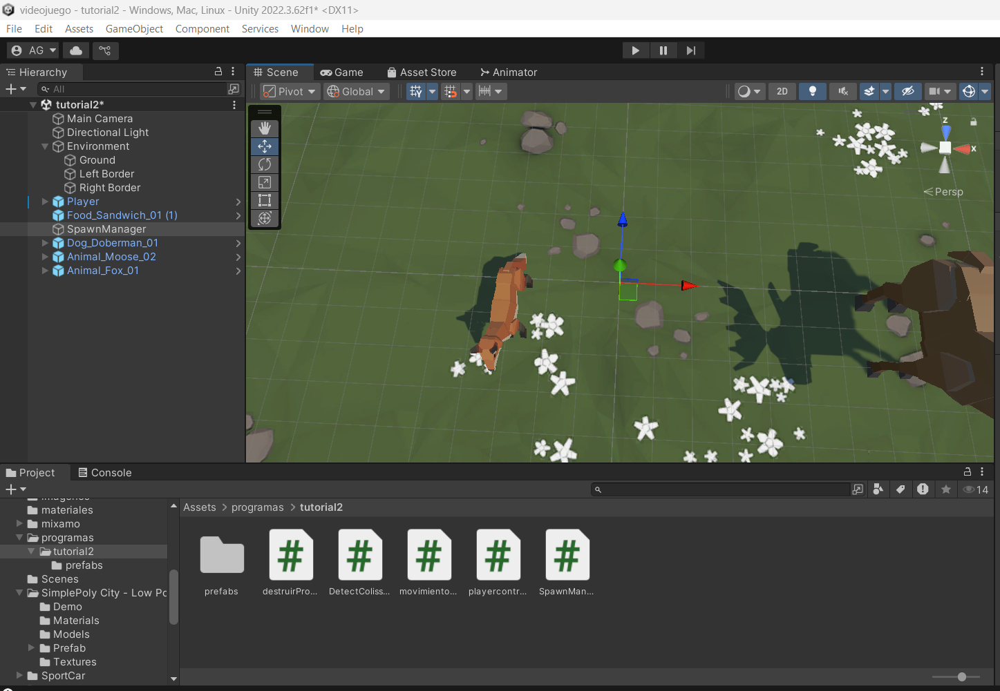 videojuego - tutorial2 - Windows, Mac, Linux - Unity 2022.3.62f1* <DX11>
File Edit Assets GameObject Component Services Window Help
AG
Hierarchy
All
tutorial2*
Main Camera
Directional Light
Environment
Ground
Left Border
Right Border
Player
Food_Sandwich_01 (1)
SpawnManager
Dog_Doberman_01
Animal_Moose_02
Animal_Fox_01
Scene Game Asset Store Animator
Pivot Global 2D
z
x
Persp
Project Console
14
imagenes
materiales
mixamo
programas
tutorial2
prefabs
Scenes
SimplePoly City - Low Po
Demo
Materials
Models
Prefab
Textures
SportCar
Assets > programas > tutorial2
prefabs destruirPro... DetectColiss... movimiento... playercontr... SpawnMan...